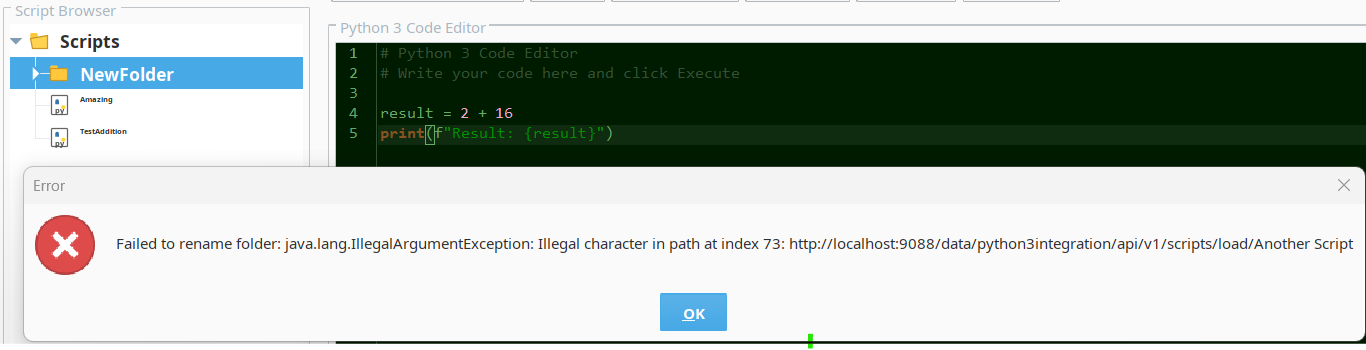 Script Browser
Scripts
NewFolder
Amazing
py
TestAddition
py
Python 3 Code Editor
1 # Python 3 Code Editor
2 # Write your code here and click Execute
3
4 result = 2 + 16
5 print(f"Result: {result}")
Error
Failed to rename folder: java.lang.IllegalArgumentException: Illegal character in path at index 73: http://localhost:9088/data/python3integration/api/v1/scripts/load/Another Script
OK